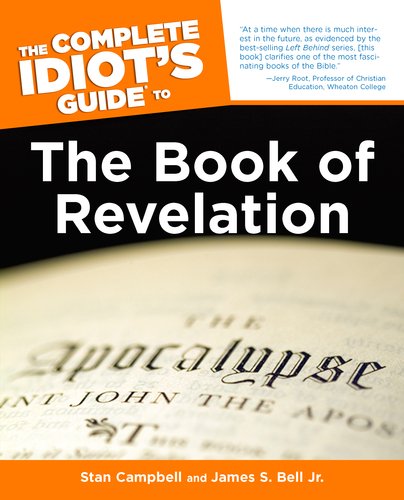 THE COMPLETE
IDIOT'S
GUIDE® TO
"At a time when there is much inter-
est in the future, as evidenced by the
best-selling Left Behind series, [this
book] clarifies one of the most fasci-
nating books of the Bible."
—Jerry Root, Professor of Christian
Education, Wheaton College
The Book of
Revelation
THE
Apocalypse
INT JOHN THE APOS
Stan Campbell and James S. Bell Jr.